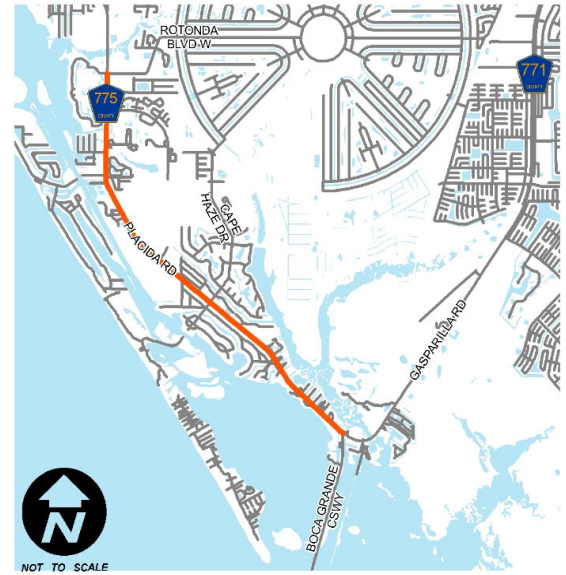 ROTONDA
BLVD W
771
COUNTY
775
COUNTY
CAPE
HAZE DR
PLACIDA RD
GASPARILLA RD
BOCA GRANDE
CSWY
N
NOT TO SCALE